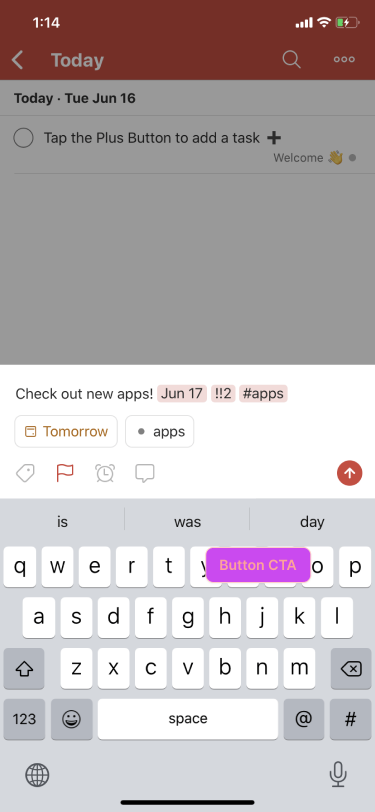 1:14
Today
Today · Tue Jun 16
Tap the Plus Button to add a task
Welcome 👋
Check out new apps! Jun 17 !!2 #apps
Tomorrow apps
is was day
q w e r t y o p
Button CTA
a s d f g h j k l
z x c v b n m
123 space @ #